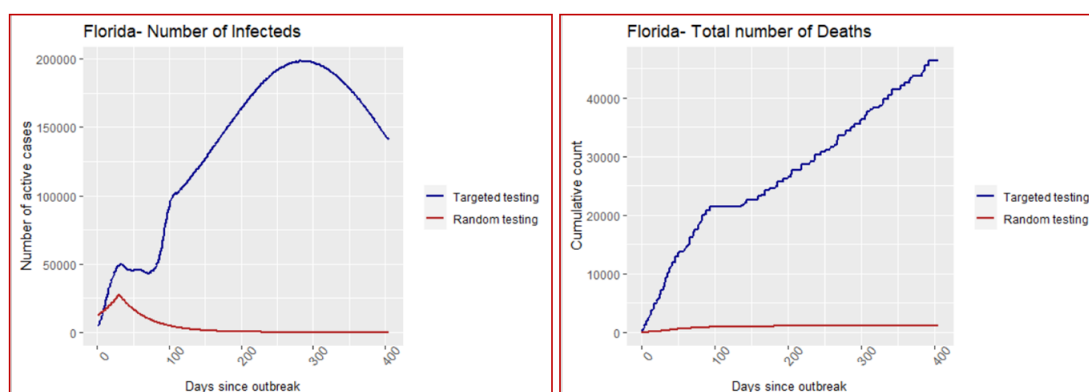 Florida- Number of Infecteds
200000
150000
100000
50000
0
Number of active cases
0
100
200
300
400
Days since outbreak
Targeted testing
Random testing
Florida- Total number of Deaths
40000
30000
20000
10000
0
Cumulative count
0
100
200
300
400
Days since outbreak
Targeted testing
Random testing